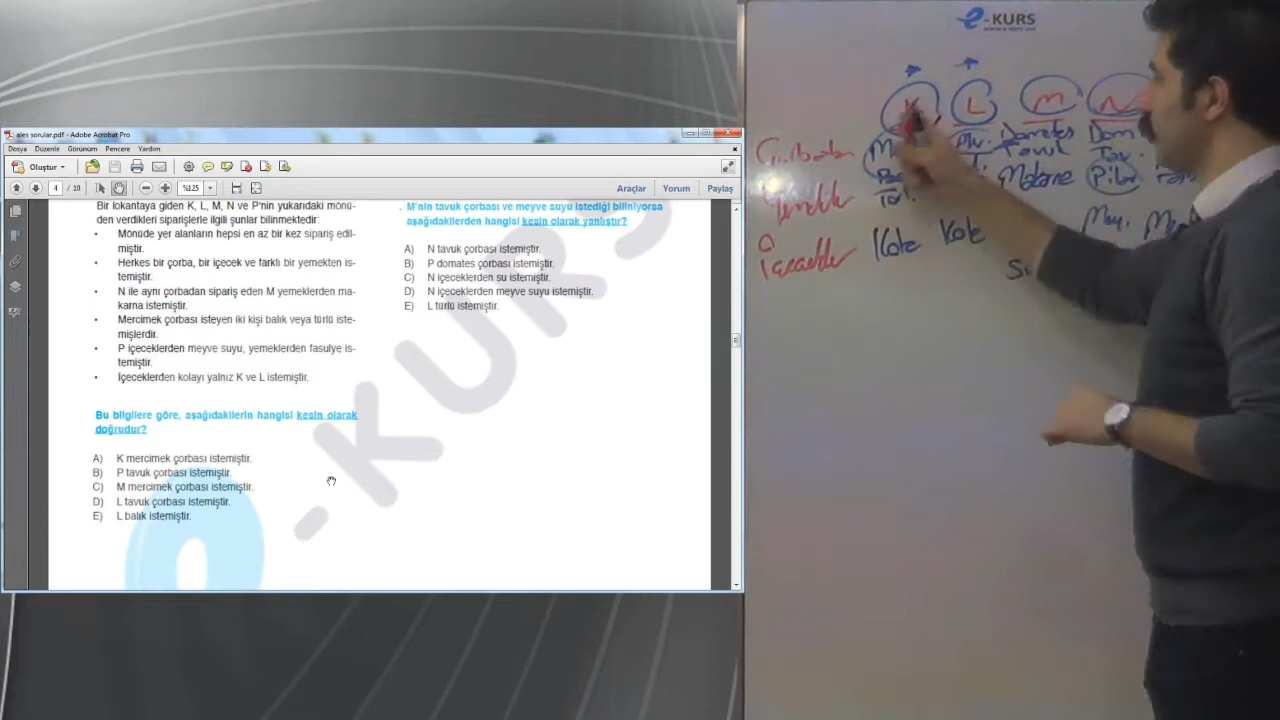 ales sorular.pdf - Adobe Acrobat Pro
Dosya Düzenle Görünüm Pencere Yardım
Oluştur
4 / 10
%125
Araçlar Yorum Paylaş
Bir lokantaya giden K, L, M, N ve P'nin yukarıdaki mönü-
den verdikleri siparişlerle ilgili şunlar bilinmektedir:
• Mönüde yer alanların hepsi en az bir kez sipariş edil-
miştir.
• Herkes bir çorba, bir içecek ve farklı bir yemekten is-
temiştir.
• N ile aynı çorbadan sipariş eden M yemeklerden ma-
karna istemiştir.
• Mercimek çorbası isteyen iki kişi balık veya türlü iste-
mişlerdir.
• P içeceklerden meyve suyu, yemeklerden fasulye is-
temiştir.
• İçeceklerden kolayı yalnız K ve L istemiştir.
Bu bilgilere göre, aşağıdakilerin hangisi kesin olarak
doğrudur?
A) K mercimek çorbası istemiştir.
B) P tavuk çorbası istemiştir.
C) M mercimek çorbası istemiştir.
D) L tavuk çorbası istemiştir.
E) L balık istemiştir.
. M'nin tavuk çorbası ve meyve suyu istediği biliniyorsa
aşağıdakilerden hangisi kesin olarak yanlıştır?
A) N tavuk çorbası istemiştir.
B) P domates çorbası istemiştir.
C) N içeceklerden su istemiştir.
D) N içeceklerden meyve suyu istemiştir.
E) L türlü istemiştir.
e-KURS
e-KURS
K L M N
Domates Dom
Tavuk Tav.
Yemekler Makarne Pilav
Tür.
İçecekler Kola Kola Mey.